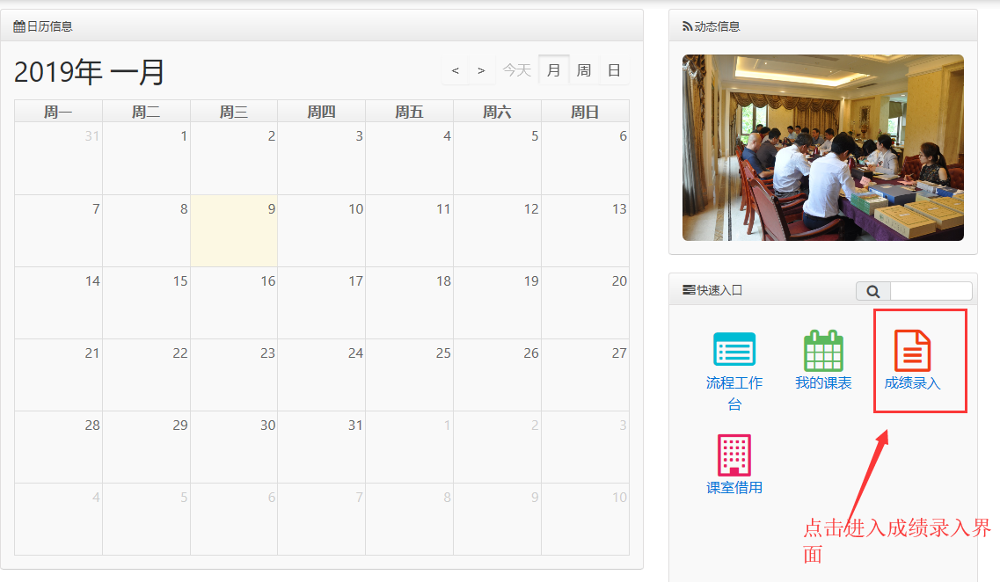 日历信息
2019年 一月
< > 今天 月 周 日
周一 周二 周三 周四 周五 周六 周日
31 1 2 3 4 5 6
7 8 9 10 11 12 13
14 15 16 17 18 19 20
21 22 23 24 25 26 27
28 29 30 31 1 2 3
4 5 6 7 8 9 10
动态信息
快速入口
流程工作
台
我的课表
成绩录入
课室借用
点击进入成绩录入界
面